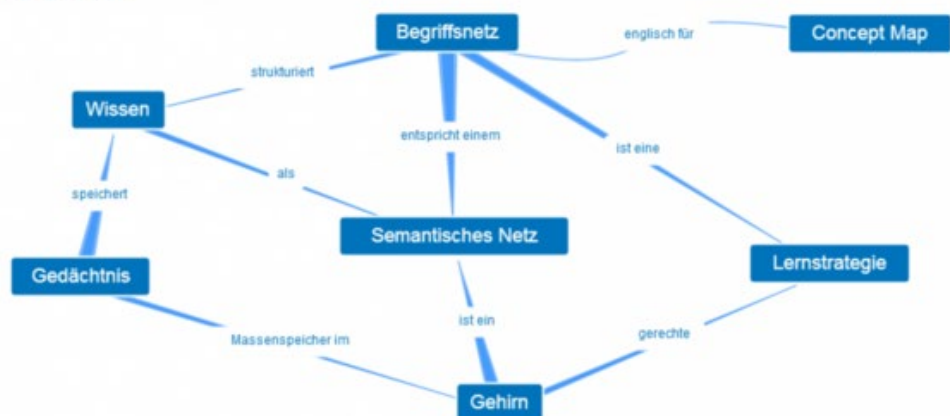 Begriffsnetz
englisch für
Concept Map
strukturiert
Wissen
entspricht einem
ist eine
als
speichert
Semantisches Netz
Gedächtnis
Lernstrategie
ist ein
gerechte
Massenspeicher im
Gehirn